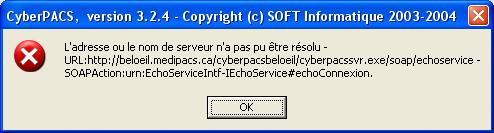 CyberPACS, version 3.2.4 - Copyright (c) SOFT Informatique 2003-2004
L'adresse ou le nom de serveur n'a pas pu être résolu -
URL:http://beloeil.medipacs.ca/cyberpacsbeloeil/cyberpacssvr.exe/soap/echoservice -
SOAPAction:urn:EchoServiceIntf-IEchoService#echoConnexion.
OK